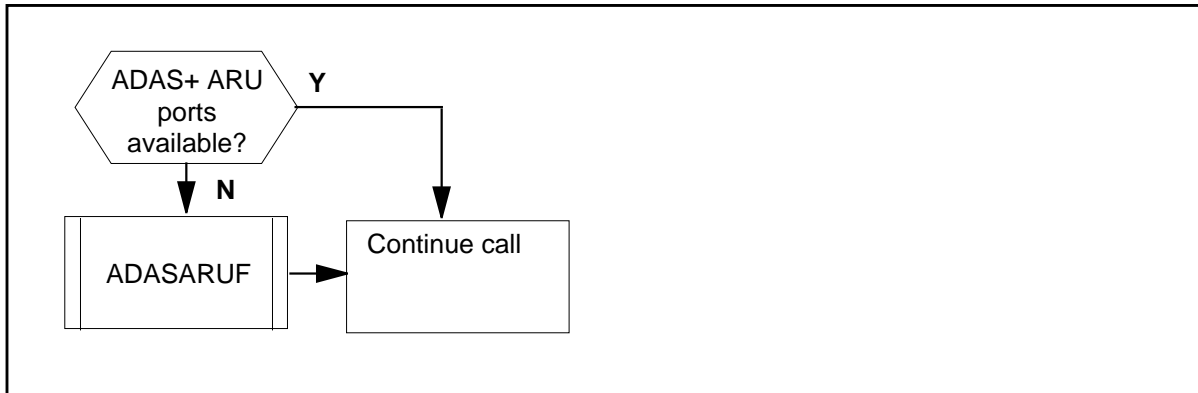 ADAS+ ARU
ports
available?
Y
N
ADASARUF
Continue call